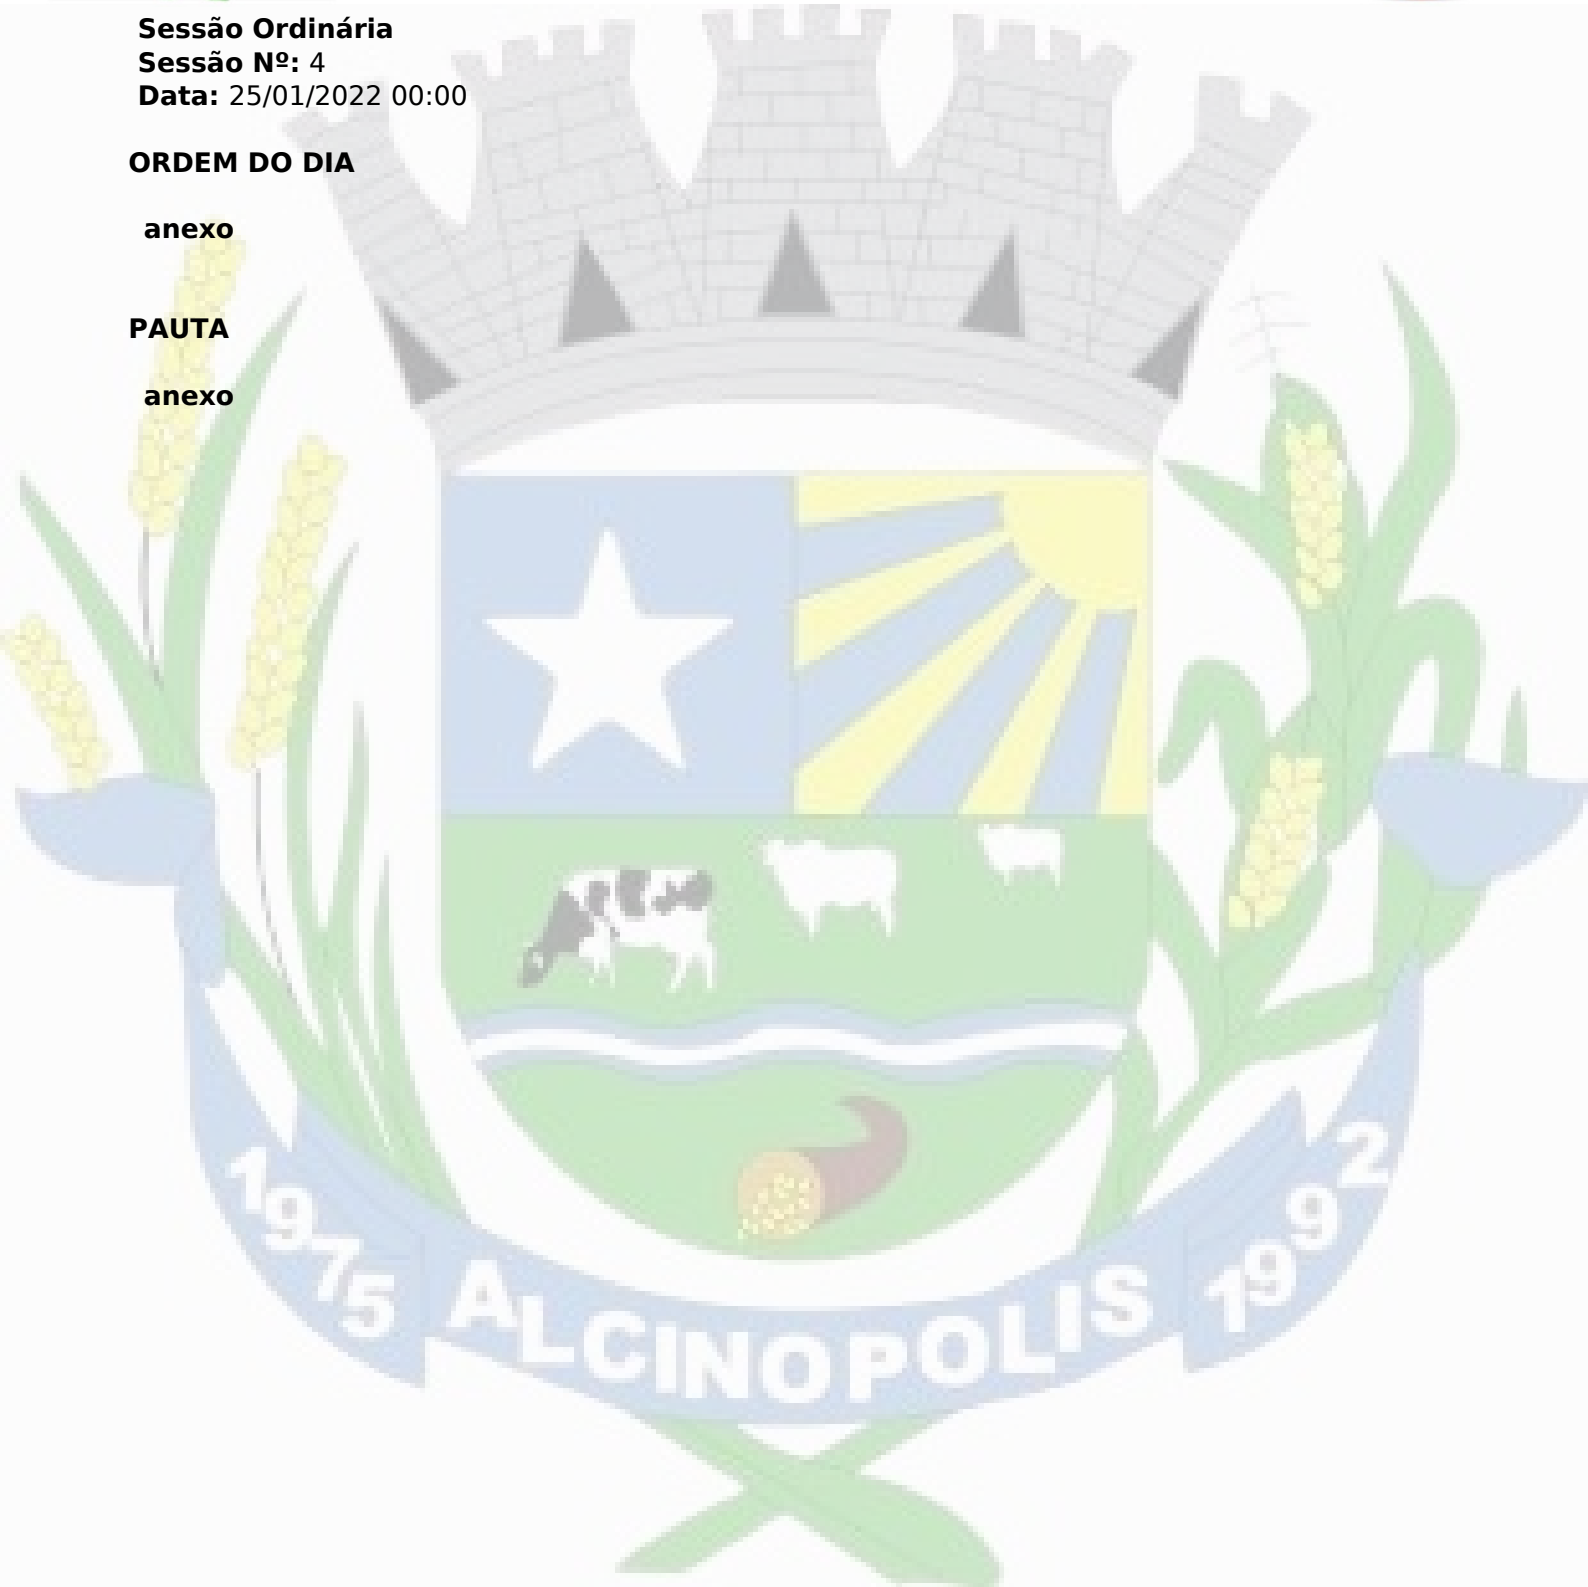 Sessão Ordinária
Sessão Nº: 4
Data: 25/01/2022 00:00
ORDEM DO DIA
anexo
PAUTA
anexo
1975
ALCINOPOLIS
1992